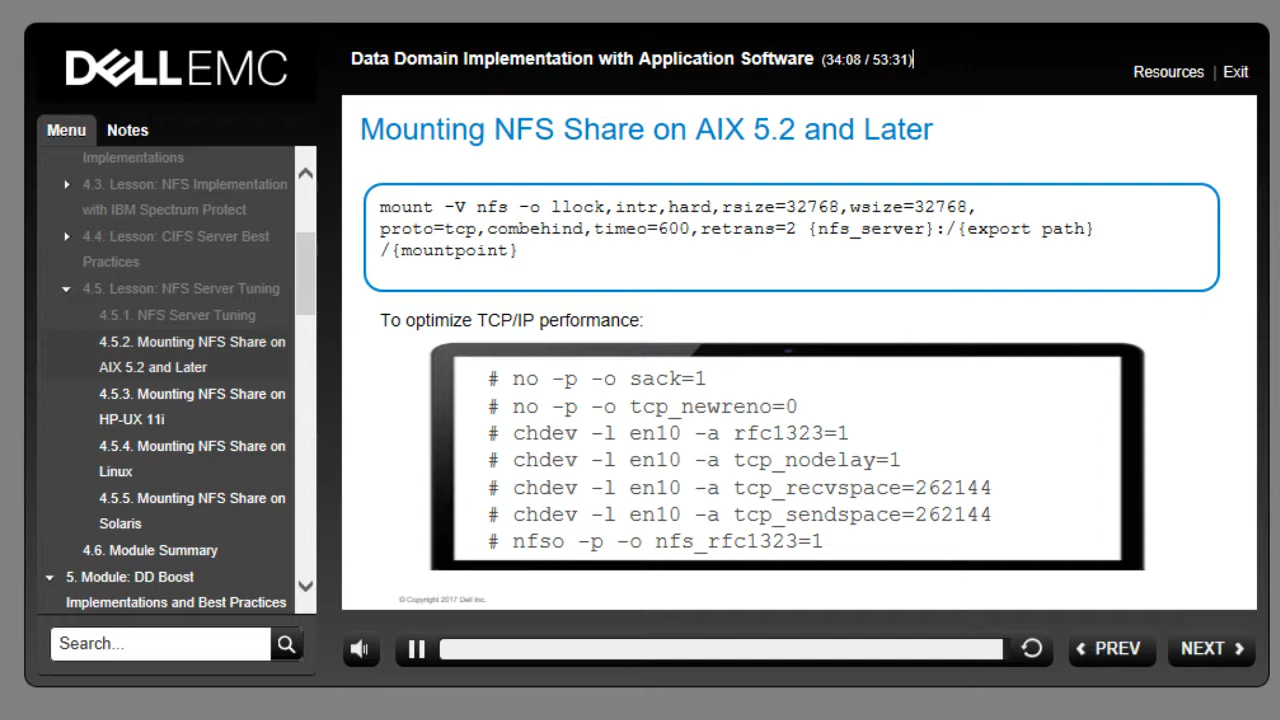 DELLEMC
Data Domain Implementation with Application Software (34:08 / 53:31)
Resources | Exit
Menu
Notes
Implementations
4.3. Lesson: NFS Implementation
with IBM Spectrum Protect
4.4. Lesson: CIFS Server Best
Practices
4.5. Lesson: NFS Server Tuning
4.5.1. NFS Server Tuning
4.5.2. Mounting NFS Share on
AIX 5.2 and Later
4.5.3. Mounting NFS Share on
HP-UX 11i
4.5.4. Mounting NFS Share on
Linux
4.5.5. Mounting NFS Share on
Solaris
4.6. Module Summary
5. Module: DD Boost
Implementations and Best Practices
Search...
Mounting NFS Share on AIX 5.2 and Later
mount -V nfs -o llock,intr,hard,rsize=32768,wsize=32768,
proto=tcp,combehind,timeo=600,retrans=2 {nfs_server}:/{export path}
/{mountpoint}
To optimize TCP/IP performance:
# no -p -o sack=1
# no -p -o tcp_newreno=0
# chdev -l en10 -a rfc1323=1
# chdev -l en10 -a tcp_nodelay=1
# chdev -l en10 -a tcp_recvspace=262144
# chdev -l en10 -a tcp_sendspace=262144
# nfso -p -o nfs_rfc1323=1
© Copyright 2017 Dell Inc.
PREV
NEXT